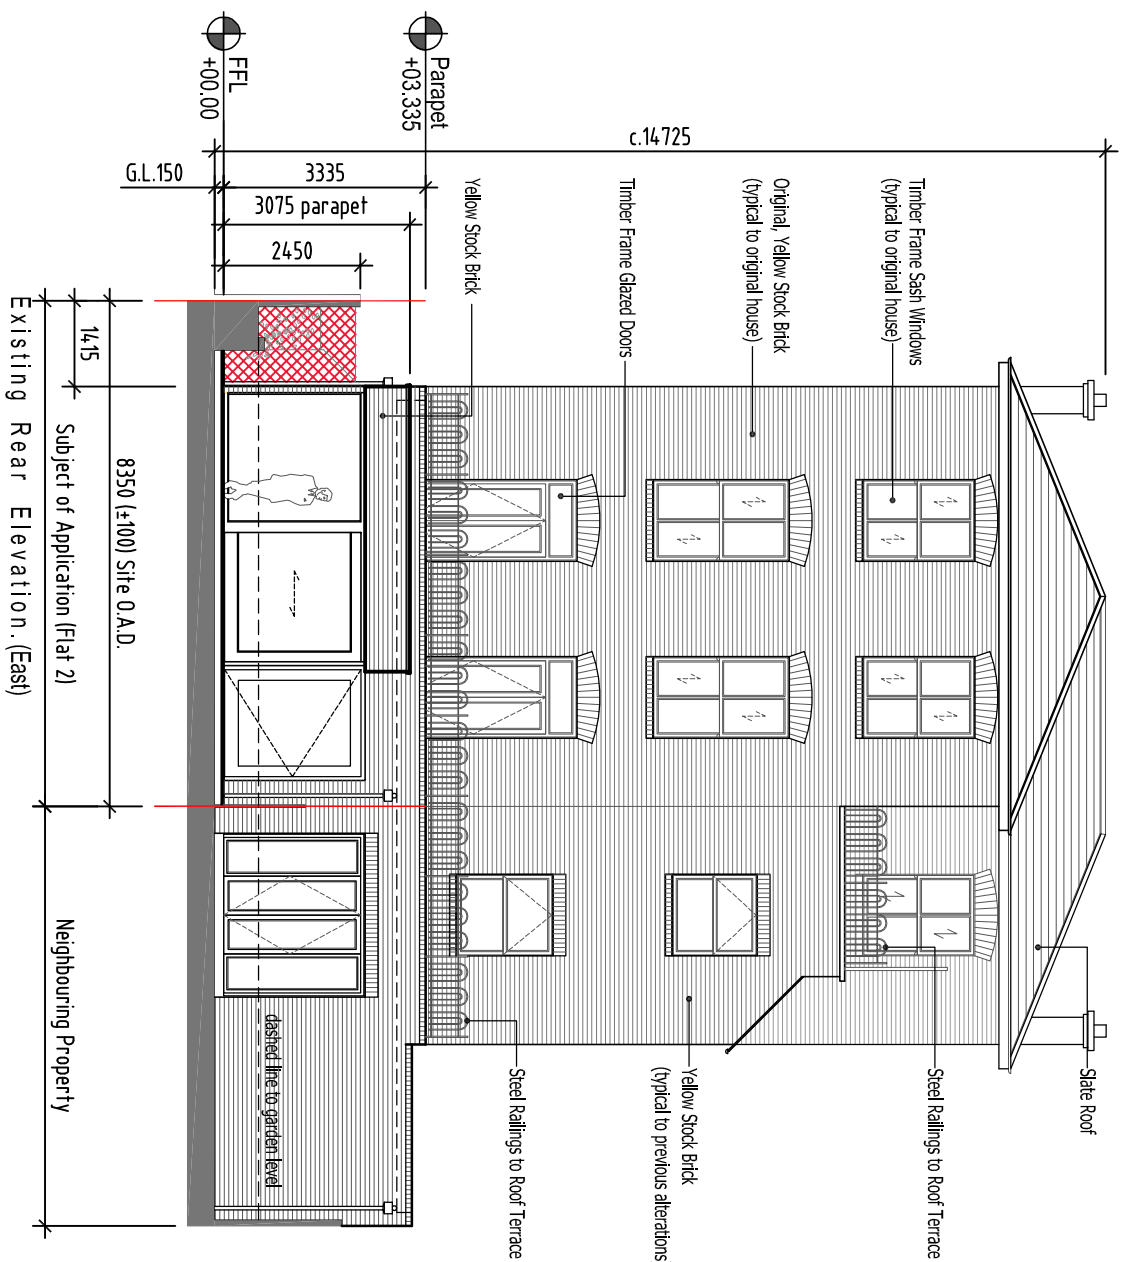 Parapet
+03.335
FFL
+00.00
c.14725
G.L.150
3335
3075 parapet
2450
Timber Frame Sash Windows
(typical to original house)
Original, Yellow Stock Brick
(typical to original house)
Timber Frame Glazed Doors
Yellow Stock Brick
Slate Roof
Steel Railings to Roof Terrace
Yellow Stock Brick
(typical to previous alterations
Steel Railings to Roof Terrace
dashed line to garden level
1415
8350 (±100) Site O.A.D.
Subject of Application (Flat 2)
Neighbouring Property
Existing Rear Elevation.(East)